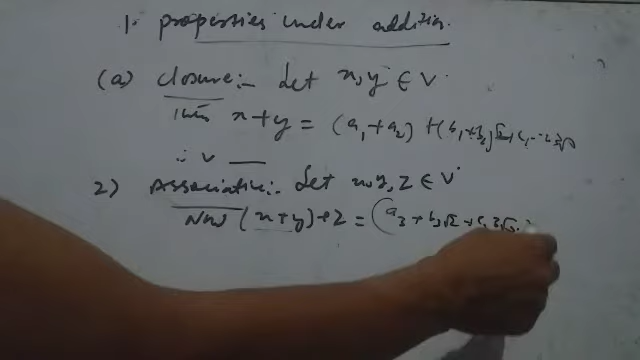 1. properties under addition.
(a) closure:- Let x, y ∈ V.
then x+y = (a₁+a₂) + (b₁+b₂)√2 +
∴ V
2) Associative:- Let x, y, z ∈ V.
Now (x+y)+z = (a₃ + b₃√2 + c₃